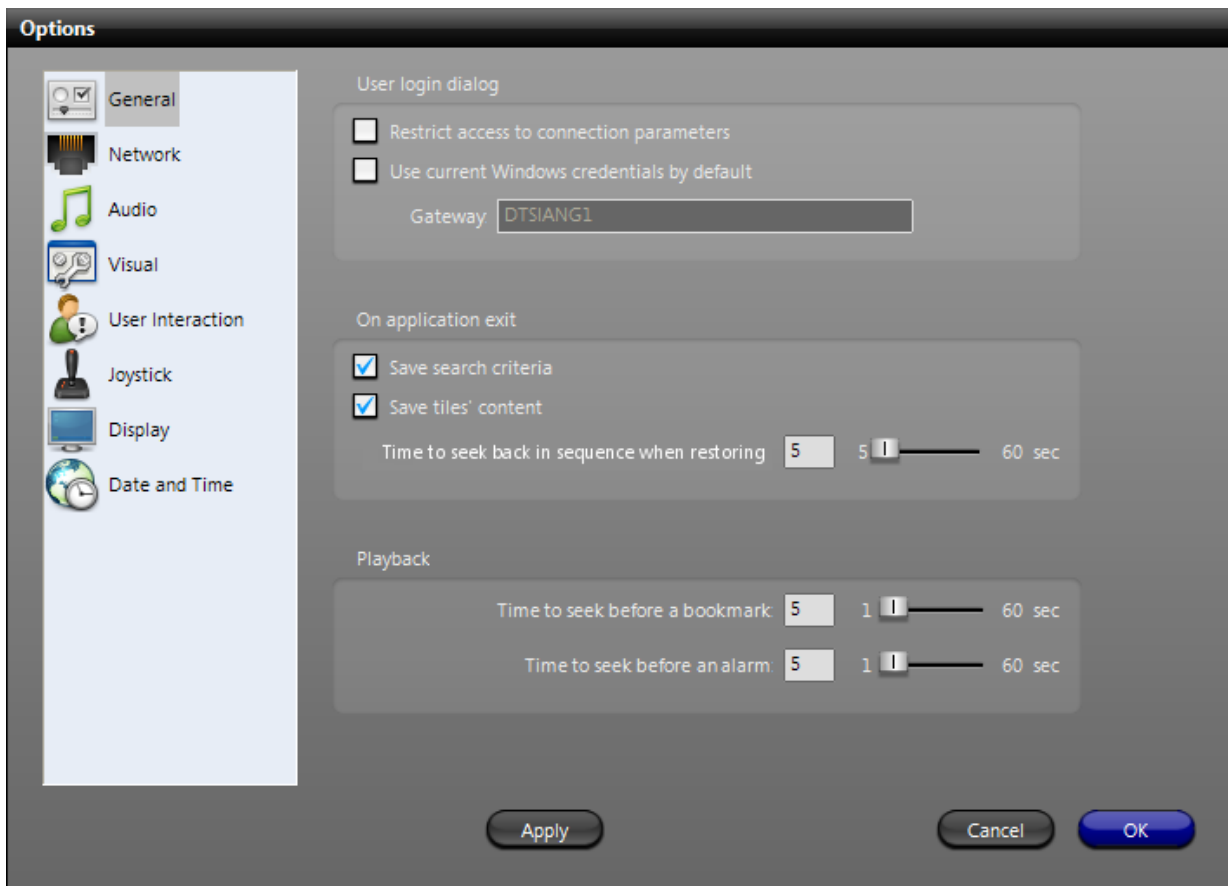 Options
General
Network
Audio
Visual
User Interaction
Joystick
Display
Date and Time
User login dialog
Restrict access to connection parameters
Use current Windows credentials by default
Gateway DTSIANG1
On application exit
Save search criteria
Save tiles' content
Time to seek back in sequence when restoring 5 5 60 sec
Playback
Time to seek before a bookmark: 5 1 60 sec
Time to seek before an alarm: 5 1 60 sec
Apply Cancel OK